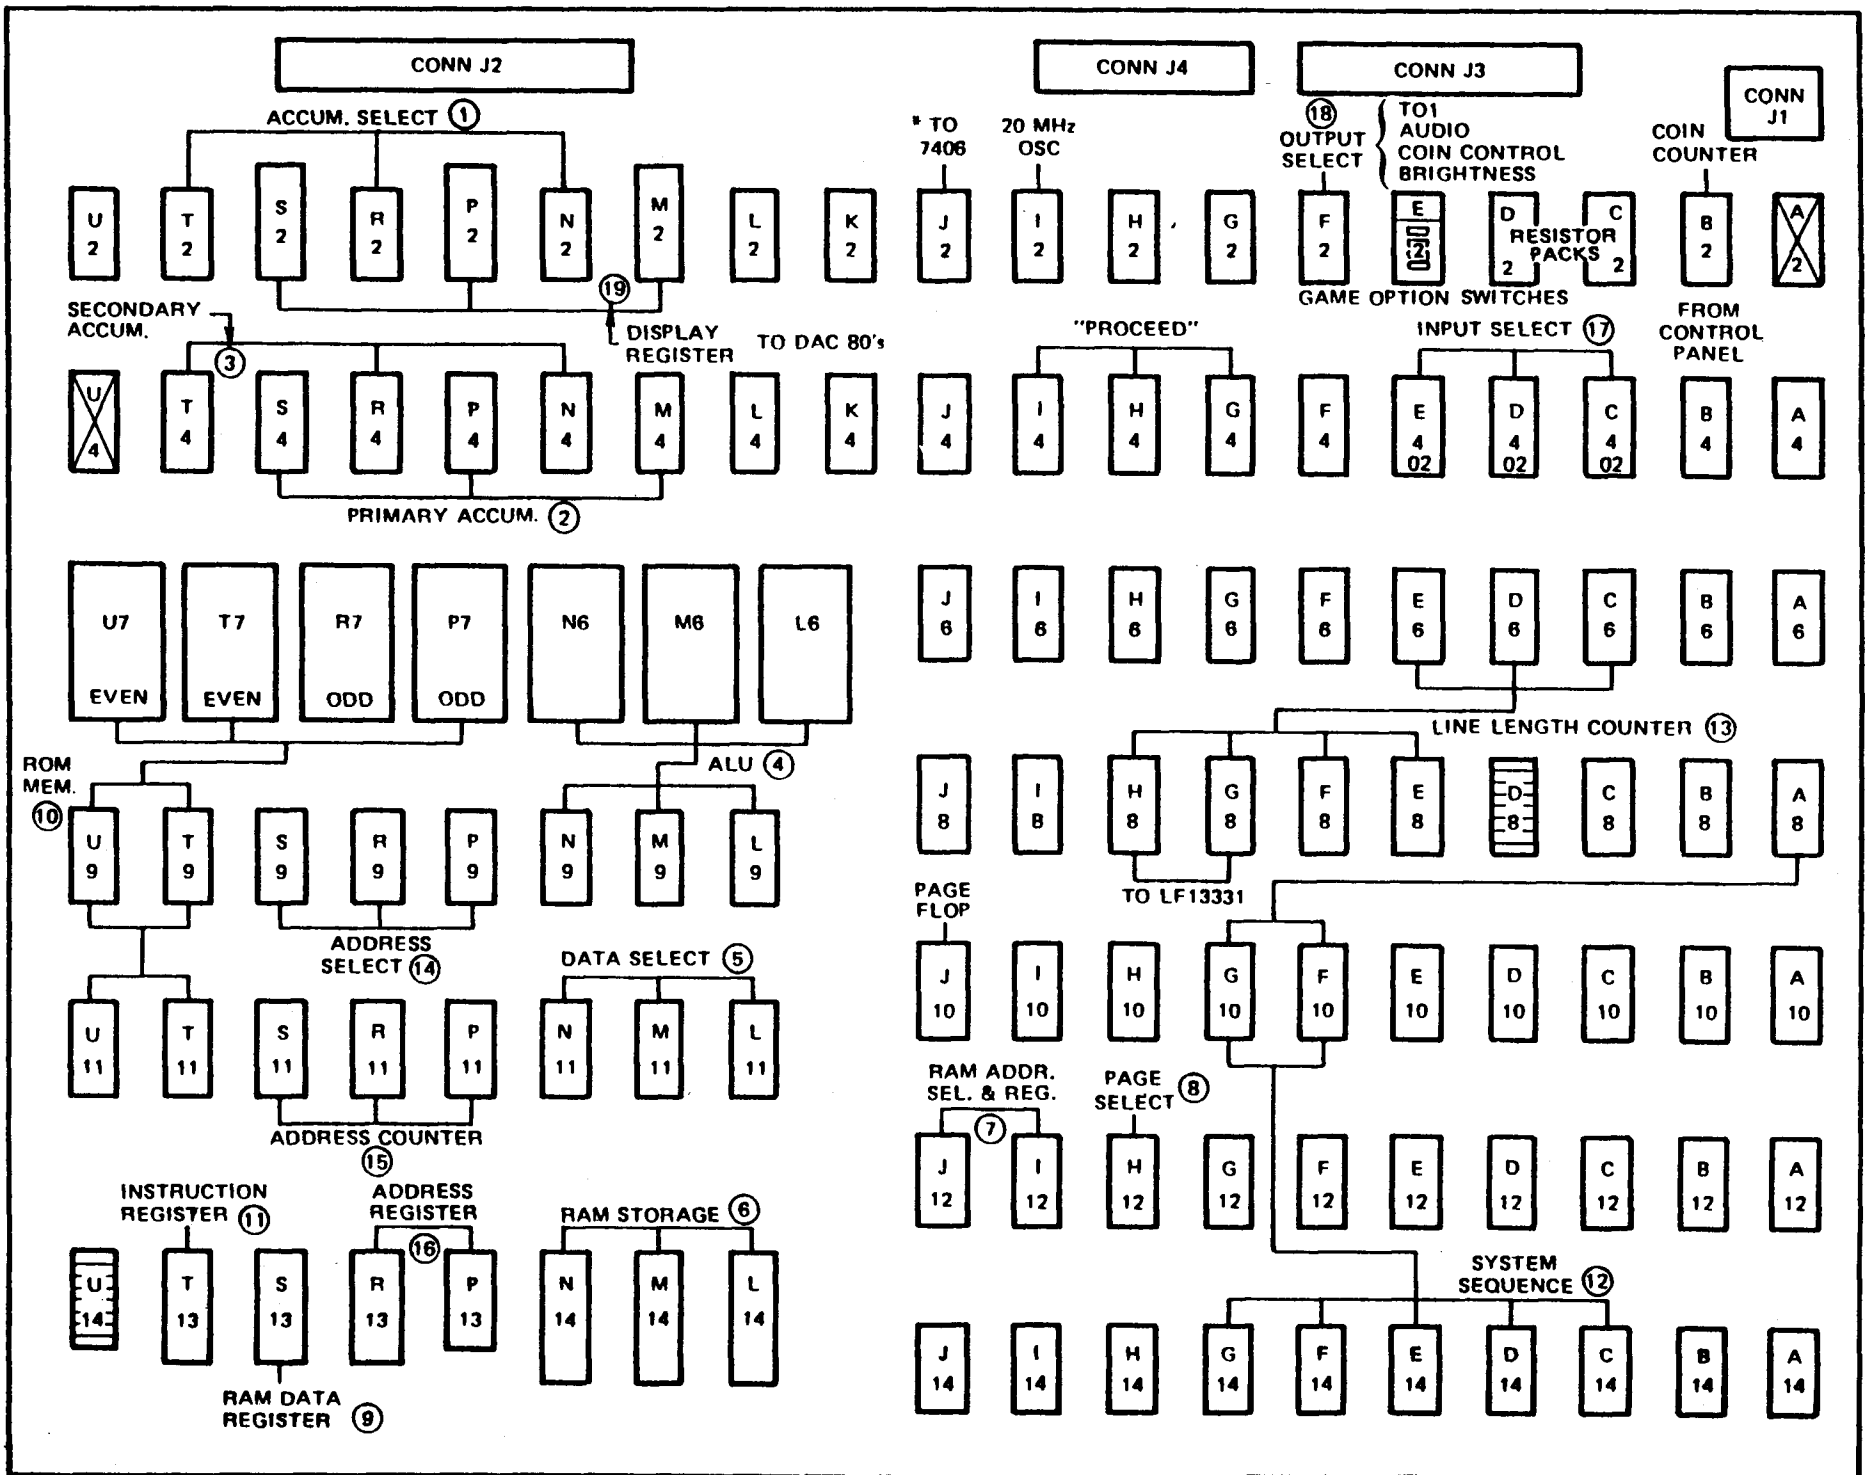 CONN J2
CONN J4
CONN J3
CONN
J1
ACCUM. SELECT 1
* TO
7406
20 MHz
OSC
18
OUTPUT
SELECT
TO1
AUDIO
COIN CONTROL
BRIGHTNESS
COIN
COUNTER
U T S R P N M L K J I H G F E D C B A
2 2 2 2 2 2 2 2 2 2 2 2 2 2 2 2 2 2 2
RESISTOR
PACKS
19
GAME OPTION SWITCHES
SECONDARY
ACCUM.
3
DISPLAY
REGISTER
TO DAC 80's
"PROCEED"
INPUT SELECT 17
FROM
CONTROL
PANEL
U T S R P N M L K J I H G F E D C B A
4 4 4 4 4 4 4 4 4 4 4 4 4 4 4 4 4 4 4
02 02 02
PRIMARY ACCUM. 2
U7 T7 R7 P7 N6 M6 L6
EVEN EVEN ODD ODD
J I H G F E D C B A
6 6 6 6 6 6 6 6 6 6
LINE LENGTH COUNTER 13
ROM
MEM.
10
ALU 4
U T S R P N M L
9 9 9 9 9 9 9 9
J I H G F E D C B A
8 8 8 8 8 8 8 8 8 8
TO LF13331
PAGE
FLOP
ADDRESS
SELECT 14
DATA SELECT 5
U T S R P N M L
11 11 11 11 11 11 11 11
J I H G F E D C B A
10 10 10 10 10 10 10 10 10 10
ADDRESS COUNTER
15
RAM ADDR.
SEL. & REG.
7
PAGE
SELECT 8
J I H G F E D C B A
12 12 12 12 12 12 12 12 12 12
INSTRUCTION
REGISTER 11
ADDRESS
REGISTER
16
RAM STORAGE 6
U T S R P N M L
14 13 13 13 13 14 14 14
SYSTEM
SEQUENCE 12
J I H G F E D C B A
14 14 14 14 14 14 14 14 14 14
RAM DATA
REGISTER 9